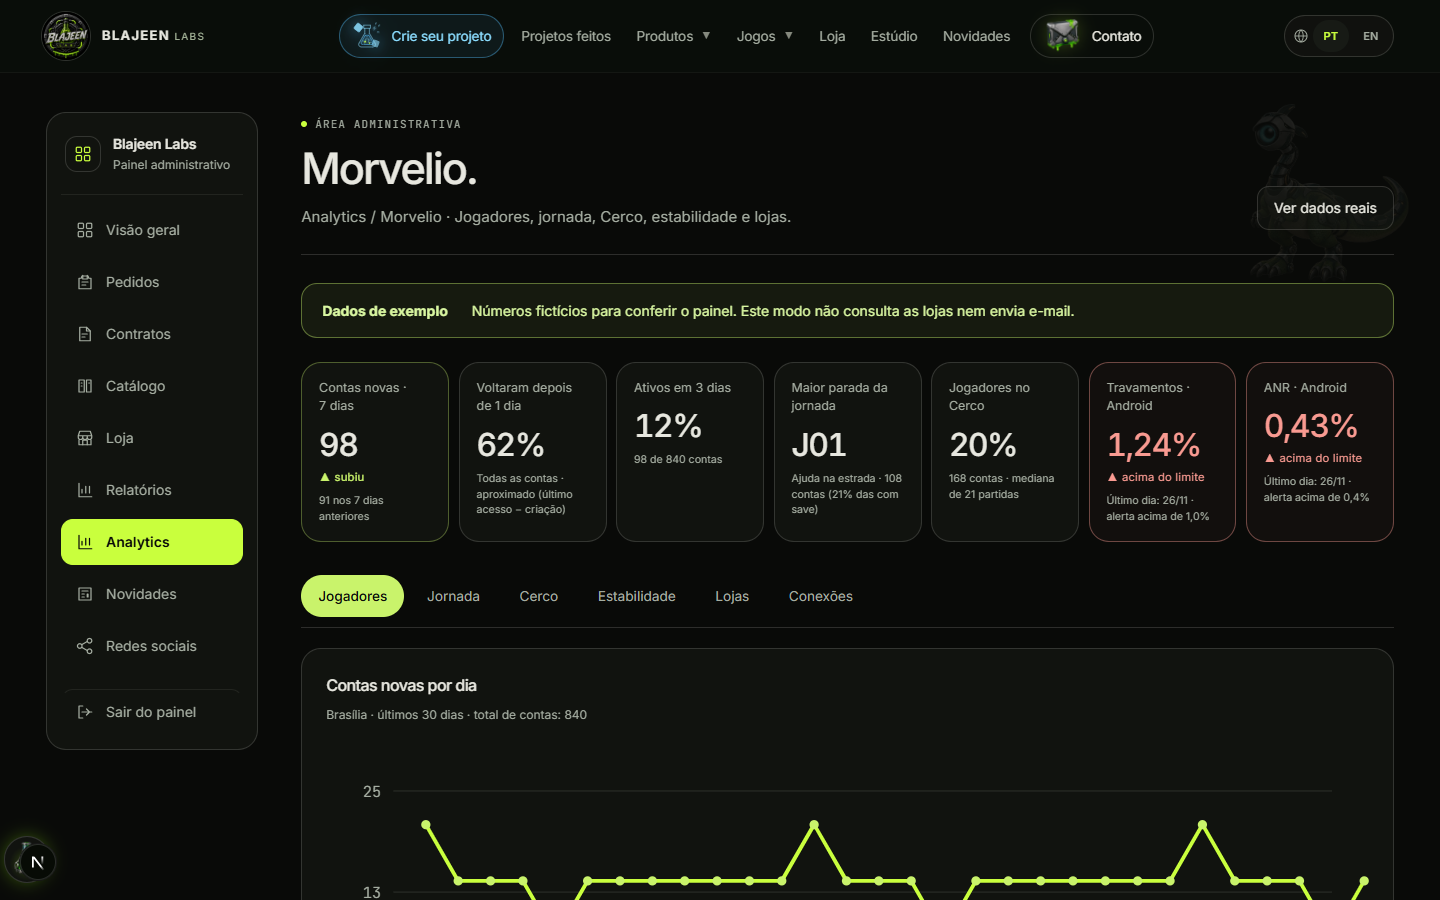 BLAJEEN LABS
Crie seu projeto
Projetos feitos
Produtos ▼
Jogos ▼
Loja
Estúdio
Novidades
Contato
PT
EN
Blajeen Labs
Painel administrativo
Visão geral
Pedidos
Contratos
Catálogo
Loja
Relatórios
Analytics
Novidades
Redes sociais
Sair do painel
ÁREA ADMINISTRATIVA
Morvelio.
Analytics / Morvelio · Jogadores, jornada, Cerco, estabilidade e lojas.
Ver dados reais
Dados de exemplo
Números fictícios para conferir o painel. Este modo não consulta as lojas nem envia e-mail.
Contas novas ·
7 dias
98
▲ subiu
91 nos 7 dias
anteriores
Voltaram depois
de 1 dia
62%
Todas as contas ·
aproximado (último
acesso − criação)
Ativos em 3 dias
12%
98 de 840 contas
Maior parada da
jornada
J01
Ajuda na estrada · 108
contas (21% das com
save)
Jogadores no
Cerco
20%
168 contas · mediana
de 21 partidas
Travamentos ·
Android
1,24%
▲ acima do limite
Último dia: 26/11 ·
alerta acima de 1,0%
ANR · Android
0,43%
▲ acima do limite
Último dia: 26/11 ·
alerta acima de 0,4%
Jogadores
Jornada
Cerco
Estabilidade
Lojas
Conexões
Contas novas por dia
Brasília · últimos 30 dias · total de contas: 840
25
13
N